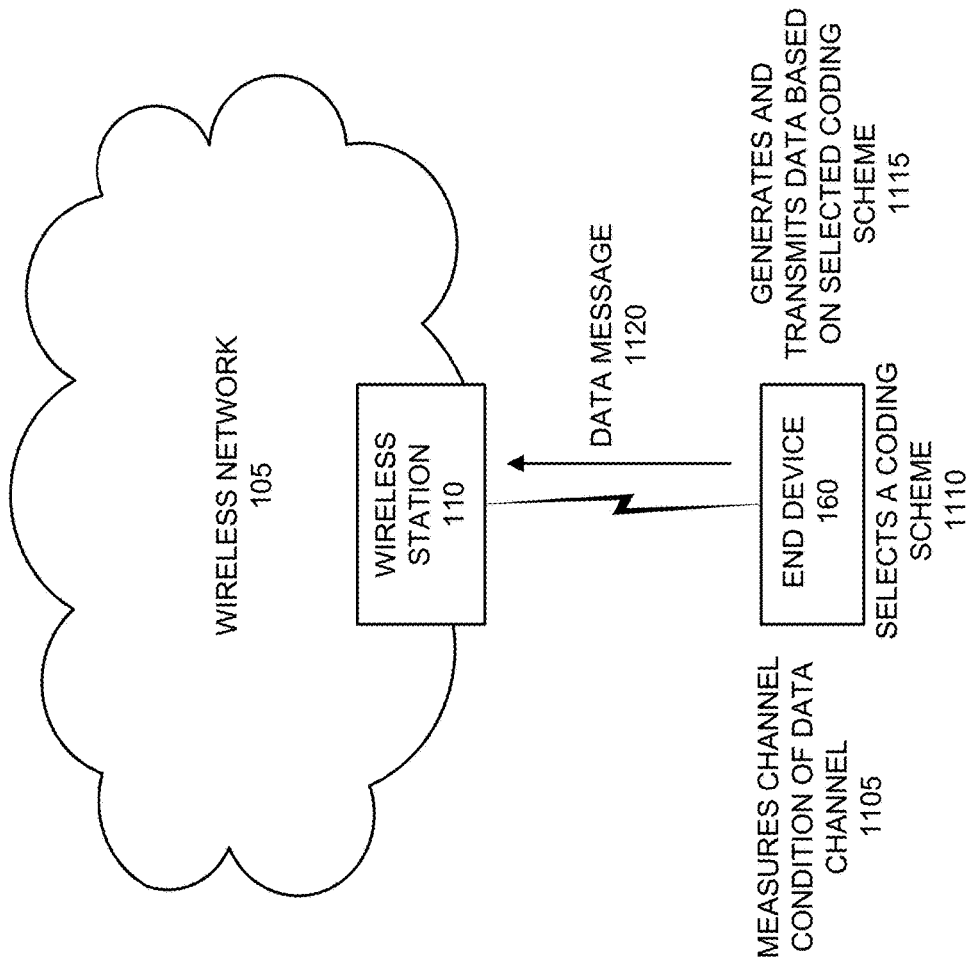 WIRELESS NETWORK
105
WIRELESS
STATION
110
DATA MESSAGE
1120
END DEVICE
160
MEASURES CHANNEL
CONDITION OF DATA
CHANNEL
1105
SELECTS A CODING
SCHEME
1110
GENERATES AND
TRANSMITS DATA BASED
ON SELECTED CODING
SCHEME
1115